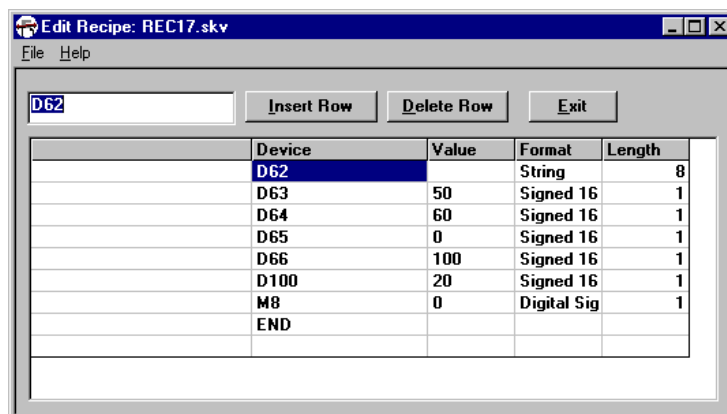 Edit Recipe: REC17.skv
File Help
D62 Insert Row Delete Row Exit
Device Value Format Length
D62 String 8
D63 50 Signed 16 1
D64 60 Signed 16 1
D65 0 Signed 16 1
D66 100 Signed 16 1
D100 20 Signed 16 1
M8 0 Digital Sig 1
END